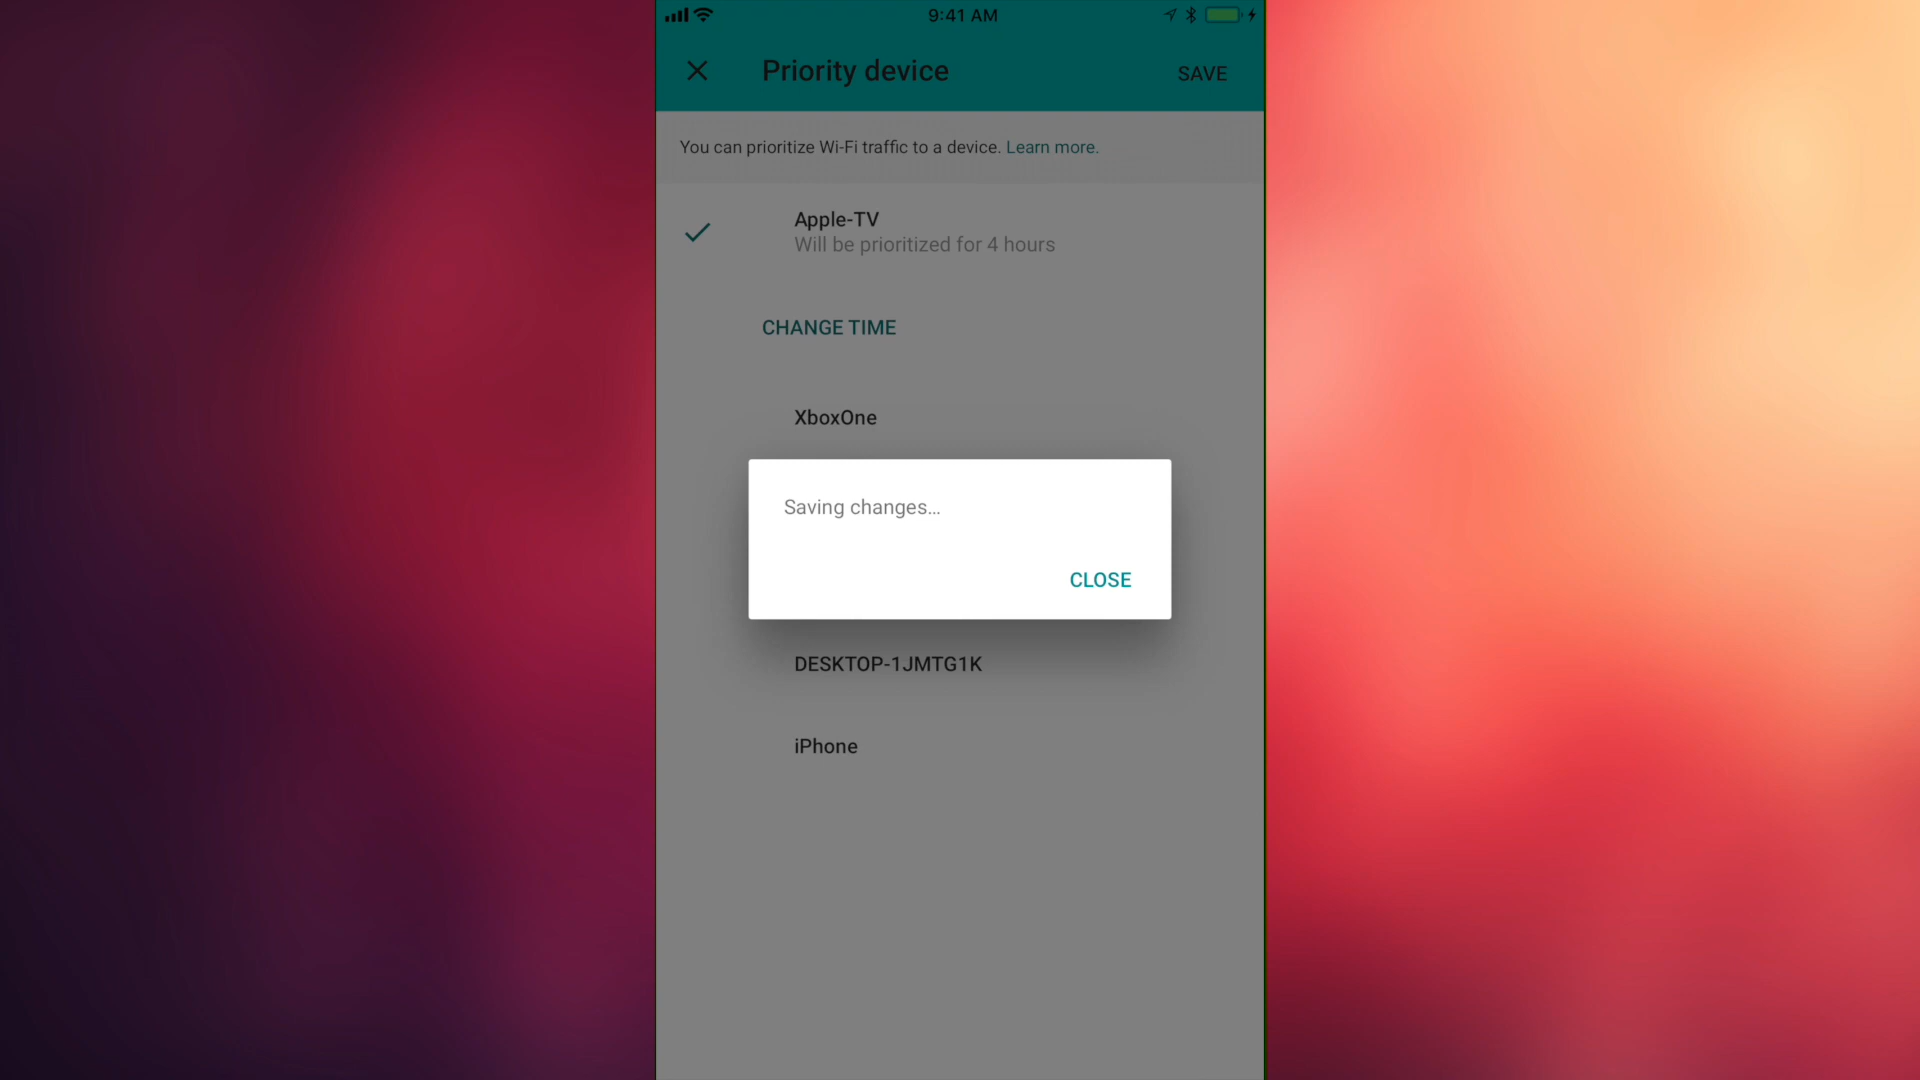 9:41 AM
Priority device
SAVE
You can prioritize Wi-Fi traffic to a device. Learn more.
Apple-TV
Will be prioritized for 4 hours
CHANGE TIME
XboxOne
Saving changes...
CLOSE
DESKTOP-1JMTG1K
iPhone